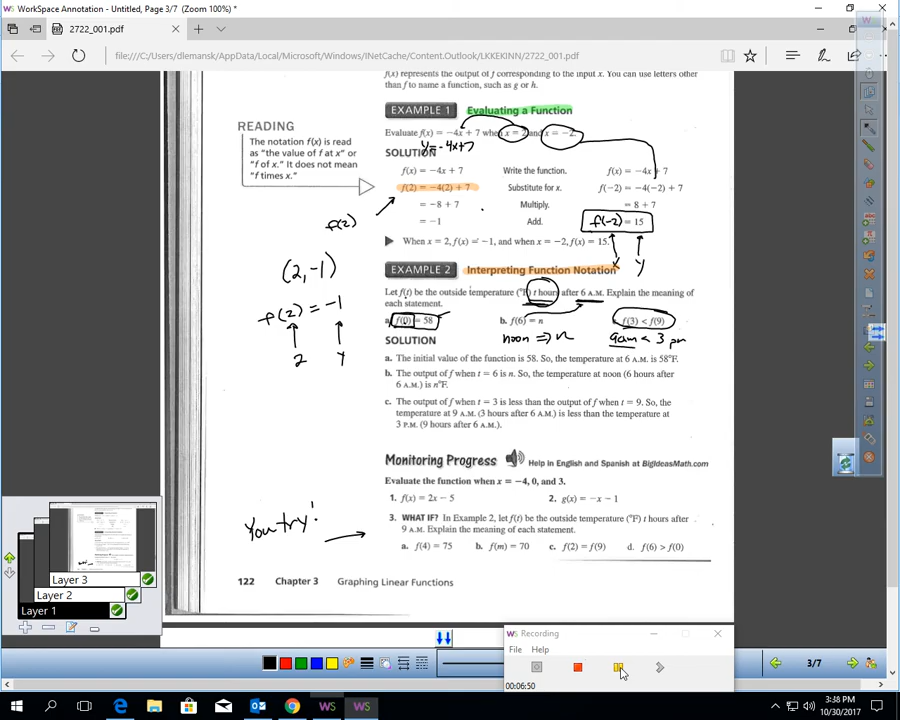 WorkSpace Annotation - Untitled, Page 3/7 (Zoom 100%) *
2722_001.pdf
file:///C:/Users/dlemansk/AppData/Local/Microsoft/Windows/INetCache/Content.Outlook/LKKEKINN/2722_001.pdf
f(x) represents the output of f corresponding to the input x. You can use letters other
than f to name a function, such as g or h.
EXAMPLE 1 Evaluating a Function
READING
The notation f(x) is read
as “the value of f at x” or
“f of x.” It does not mean
“f times x.”
Evaluate f(x) = −4x + 7 when x = 2 and x = −2.
y = -4x+7
SOLUTION
f(x) = −4x + 7 Write the function. f(x) = −4x + 7
f(2) = −4(2) + 7 Substitute for x. f(−2) = −4(−2) + 7
= −8 + 7 Multiply. = 8 + 7
= −1 Add. f(−2) = 15
f(2)
When x = 2, f(x) = −1, and when x = −2, f(x) = 15.
x y
(2,-1)
f(2) = -1
2 y
EXAMPLE 2 Interpreting Function Notation
Let f(t) be the outside temperature (°F) t hours after 6 A.M. Explain the meaning of
each statement.
a. f(0) = 58 b. f(6) = n c. f(3) < f(9)
noon ⇒ n 9am < 3 pm
SOLUTION
a. The initial value of the function is 58. So, the temperature at 6 A.M. is 58°F.
b. The output of f when t = 6 is n. So, the temperature at noon (6 hours after
6 A.M.) is n°F.
c. The output of f when t = 3 is less than the output of f when t = 9. So, the
temperature at 9 A.M. (3 hours after 6 A.M.) is less than the temperature at
3 P.M. (9 hours after 6 A.M.).
Monitoring Progress Help in English and Spanish at BigIdeasMath.com
Evaluate the function when x = −4, 0, and 3.
1. f(x) = 2x − 5 2. g(x) = −x − 1
You try!
3. WHAT IF? In Example 2, let f(t) be the outside temperature (°F) t hours after
9 A.M. Explain the meaning of each statement.
a. f(4) = 75 b. f(m) = 70 c. f(2) = f(9) d. f(6) > f(0)
122 Chapter 3 Graphing Linear Functions
Layer 3
Layer 2
Layer 1
WS Recording
File Help
00:06:50
3/7
3:38 PM
10/30/2017